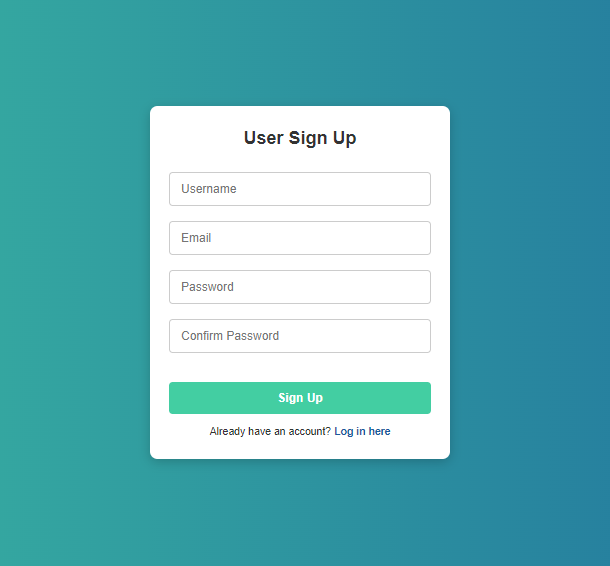 User Sign Up
Username
Email
Password
Confirm Password
Sign Up
Already have an account? Log in here